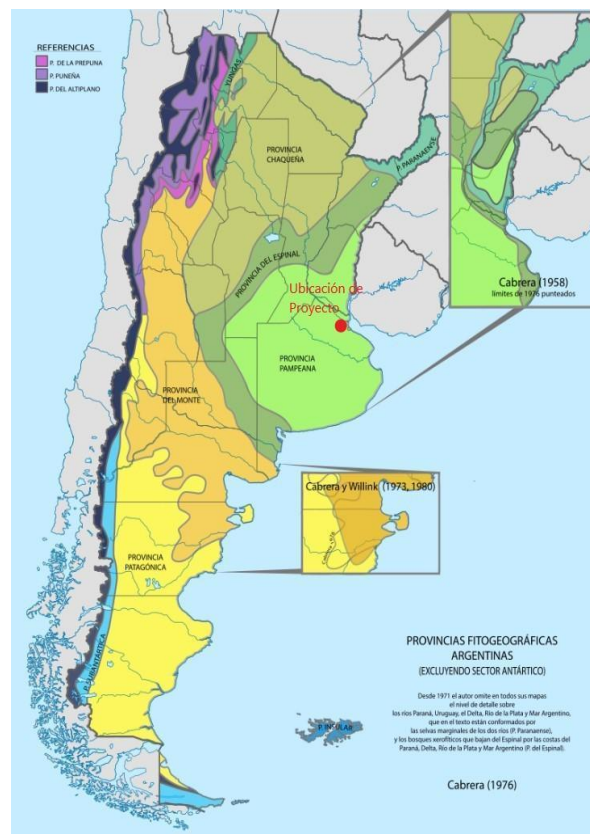 REFERENCIAS
P. DE LA PREPUNA
P. PUNEÑA
P. DEL ALTIPLANO
YUNGAS
PROVINCIA
CHAQUEÑA
P. PARANAENSE
PROVINCIA DEL ESPINAL
Ubicación de
Proyecto
PROVINCIA
PAMPEANA
PROVINCIA
DEL MONTE
Cabrera (1958)
límites de 1976 punteados
Cabrera y Willink (1973, 1980)
Cabrera 1976
PROVINCIA
PATAGÓNICA
P. SUBANTÁRTICA
P. INSULAR
PROVINCIAS FITOGEOGRÁFICAS
ARGENTINAS
(EXCLUYENDO SECTOR ANTÁRTICO)
Desde 1971 el autor omite en todos sus mapas
el nivel de detalle sobre
los ríos Paraná, Uruguay, el Delta, Río de la Plata y Mar Argentino,
que en el texto están conformados por
las selvas marginales de los dos ríos (P. Paranaense),
y los bosques xerofíticos que bajan del Espinal por las costas del
Paraná, Delta, Río de la Plata y Mar Argentino (P. del Espinal).
Cabrera (1976)